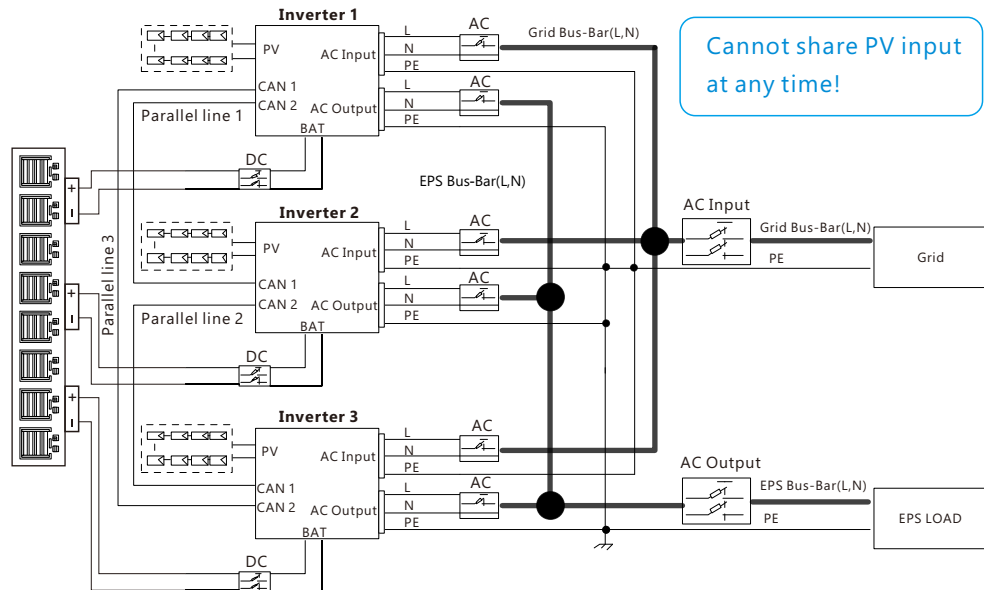 Inverter 1
PV
AC Input
L
N
PE
AC
Grid Bus-Bar(L,N)
Cannot share PV input
at any time!
CAN 1
CAN 2
AC Output
L
N
PE
AC
Parallel line 1
BAT
DC
+
-
EPS Bus-Bar(L,N)
Inverter 2
PV
AC Input
L
N
PE
AC
AC Input
Grid Bus-Bar(L,N)
PE
Grid
Parallel line 3
CAN 1
CAN 2
AC Output
L
N
PE
AC
Parallel line 2
BAT
DC
+
-
Inverter 3
PV
AC Input
L
N
PE
AC
AC Output
EPS Bus-Bar(L,N)
PE
EPS LOAD
CAN 1
CAN 2
AC Output
L
N
PE
AC
BAT
DC
+
-